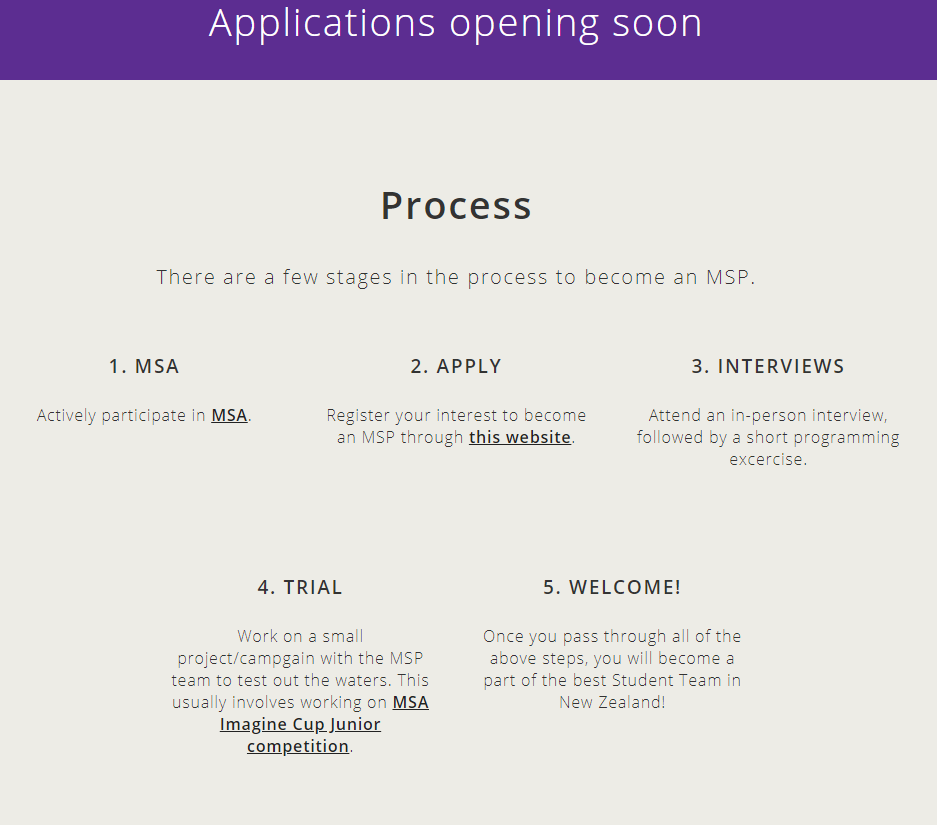 Applications opening soon
Process
There are a few stages in the process to become an MSP.
1. MSA
Actively participate in MSA.
2. APPLY
Register your interest to become
an MSP through this website.
3. INTERVIEWS
Attend an in-person interview,
followed by a short programming
excercise.
4. TRIAL
Work on a small
project/campgain with the MSP
team to test out the waters. This
usually involves working on MSA
Imagine Cup Junior
competition.
5. WELCOME!
Once you pass through all of the
above steps, you will become a
part of the best Student Team in
New Zealand!